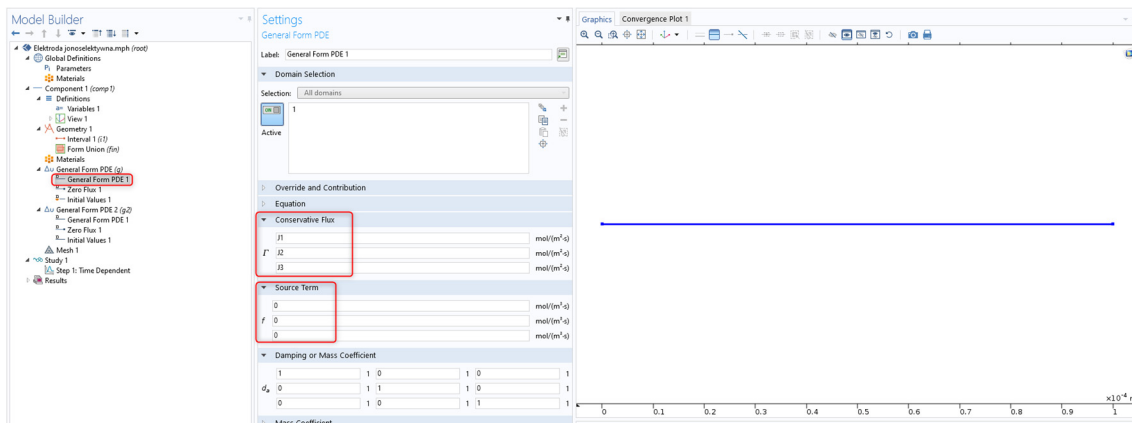 Model Builder
Elektroda jonoselektywna.mph (root)
Global Definitions
Pi Parameters
Materials
Component 1 (comp1)
Definitions
a= Variables 1
View 1
Geometry 1
Interval 1 (i1)
Form Union (fin)
Materials
Δu General Form PDE (g)
General Form PDE 1
Zero Flux 1
Initial Values 1
Δu General Form PDE 2 (g2)
General Form PDE 1
Zero Flux 1
Initial Values 1
Mesh 1
Study 1
Step 1: Time Dependent
Results
Settings
General Form PDE
Label: General Form PDE 1
Domain Selection
Selection: All domains
ON
1
Active
Override and Contribution
Equation
Conservative Flux
J1 mol/(m²·s)
Γ J2 mol/(m²·s)
J3 mol/(m²·s)
Source Term
0 mol/(m³·s)
f 0 mol/(m³·s)
0 mol/(m³·s)
Damping or Mass Coefficient
1 1 0 1 0 1
dₐ 0 1 1 1 0 1
0 1 0 1 1 1
Mass Coefficient
Graphics Convergence Plot 1
×10⁻⁴ m
0 0.1 0.2 0.3 0.4 0.5 0.6 0.7 0.8 0.9 1